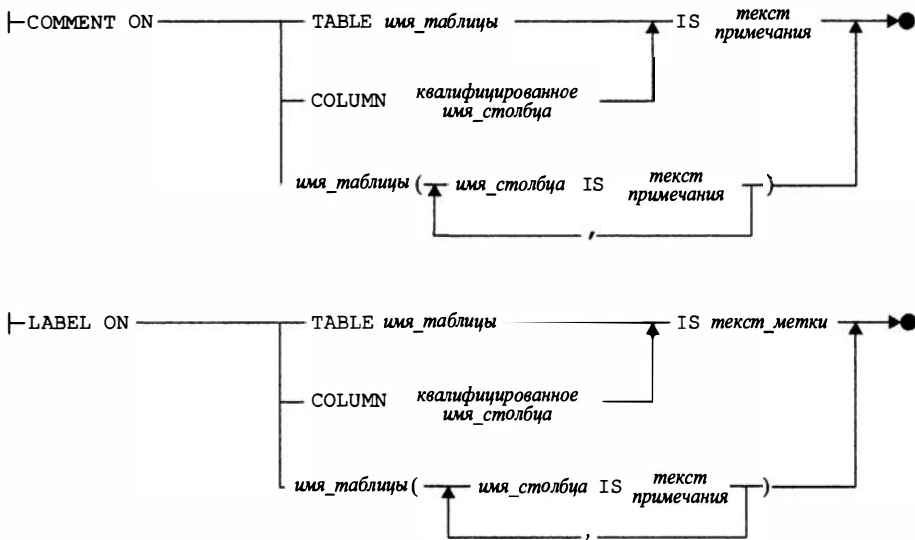 COMMENT ON TABLE имя_таблицы IS текст примечания
COLUMN квалифицированное имя_столбца
имя_таблицы ( имя_столбца IS текст примечания )
,
LABEL ON TABLE имя_таблицы IS текст_метки
COLUMN квалифицированное имя_столбца
имя_таблицы ( имя_столбца IS текст примечания )
,